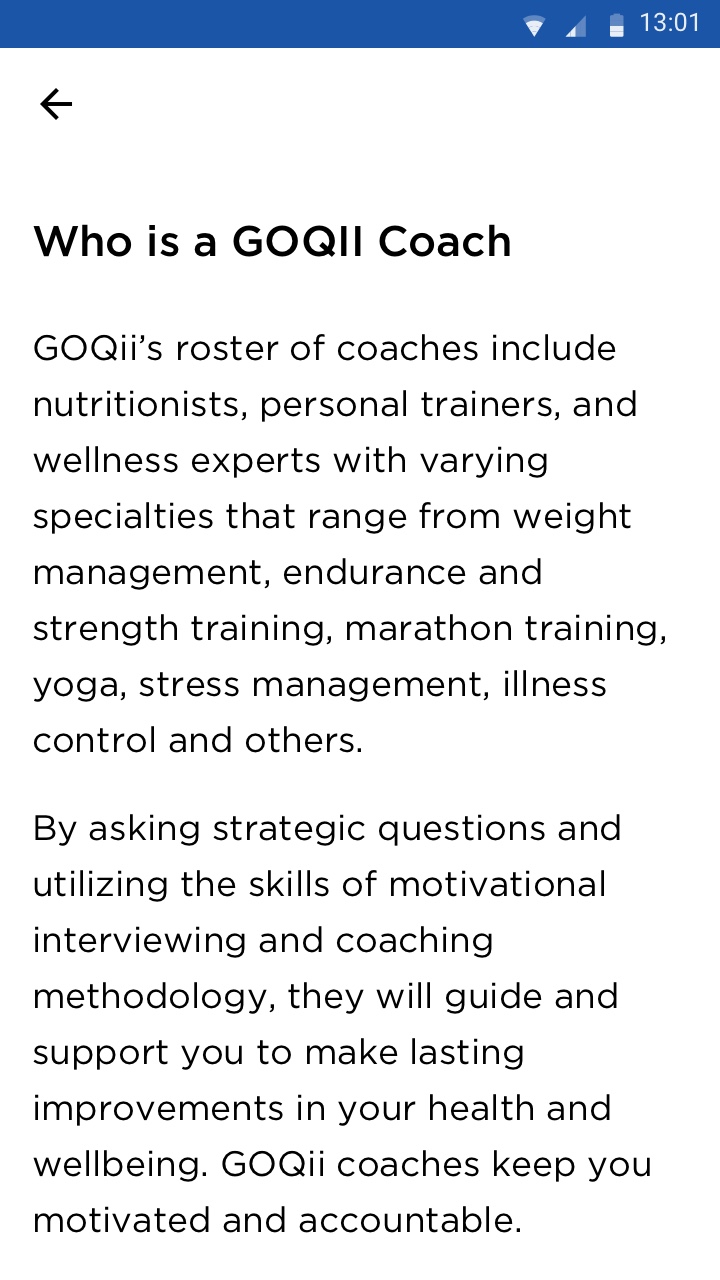 13:01
Who is a GOQII Coach
GOQii’s roster of coaches include
nutritionists, personal trainers, and
wellness experts with varying
specialties that range from weight
management, endurance and
strength training, marathon training,
yoga, stress management, illness
control and others.
By asking strategic questions and
utilizing the skills of motivational
interviewing and coaching
methodology, they will guide and
support you to make lasting
improvements in your health and
wellbeing. GOQii coaches keep you
motivated and accountable.